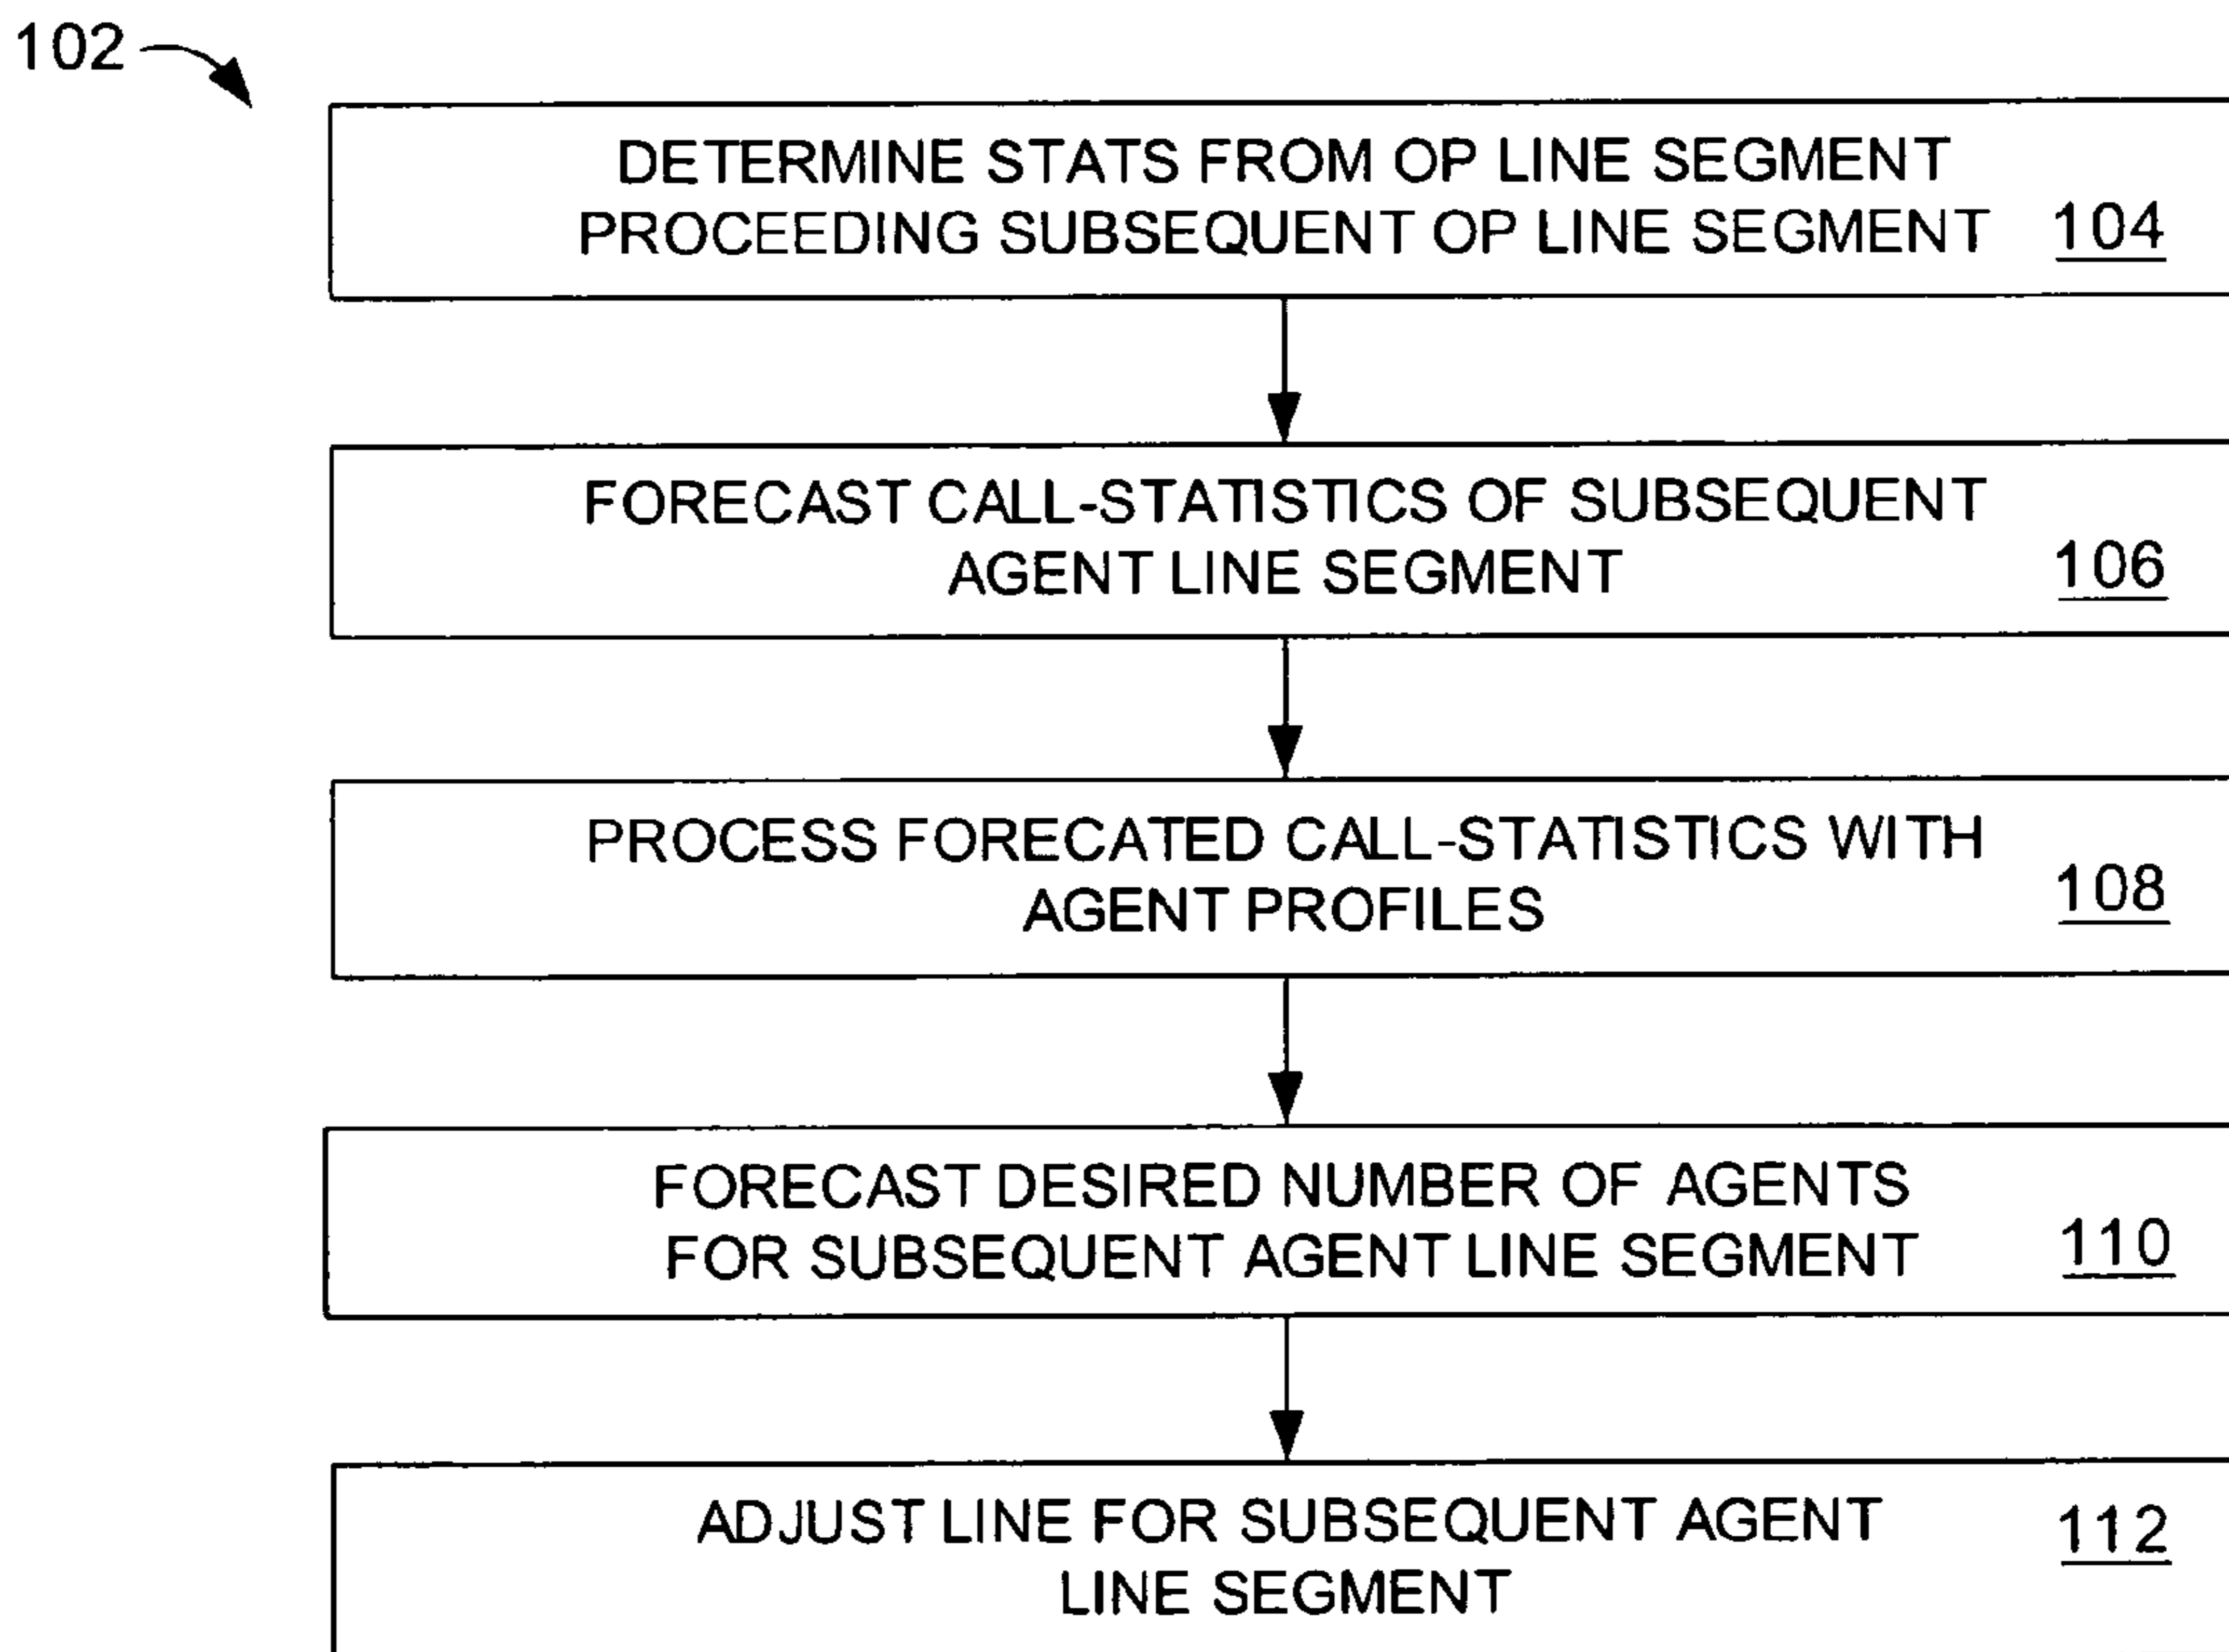 102
DETERMINE STATS FROM OP LINE SEGMENT
PROCEEDING SUBSEQUENT OP LINE SEGMENT
104
FORECAST CALL-STATISTICS OF SUBSEQUENT
AGENT LINE SEGMENT
106
PROCESS FORECATED CALL-STATISTICS WITH
AGENT PROFILES
108
FORECAST DESIRED NUMBER OF AGENTS
FOR SUBSEQUENT AGENT LINE SEGMENT
110
ADJUST LINE FOR SUBSEQUENT AGENT
LINE SEGMENT
112